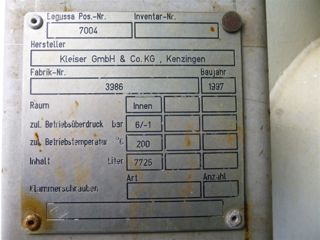 Degussa Pos.-Nr. Inventar-Nr.
7004
Hersteller
Kleiser GmbH & Co.KG , Kenzingen
Fabrik-Nr. Baujahr
3386 1997
Raum Innen
zul. Betriebsüberdruck bar 6/-1
zul. Betriebstemperatur °C 200
Inhalt Liter 7725
Art Anzahl
Klammerschrauben